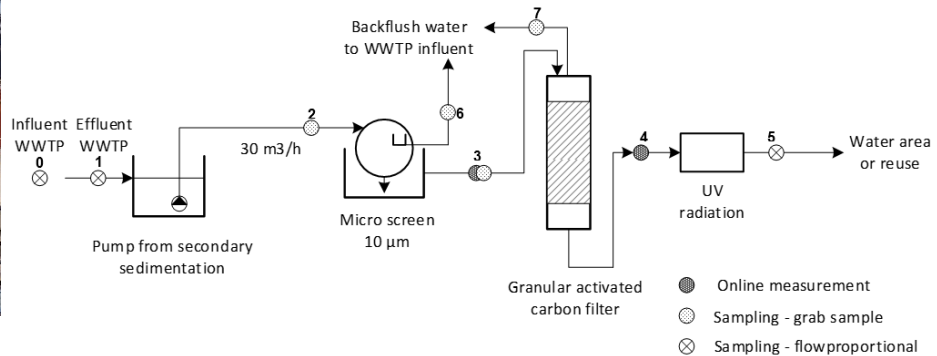 7
Backflush water
to WWTP influent
2
6
Influent Effluent
WWTP WWTP
0 1
30 m3/h
3
4
5
Water area
or reuse
UV
radiation
Micro screen
10 µm
Pump from secondary
sedimentation
Granular activated
carbon filter
Online measurement
Sampling - grab sample
Sampling - flowproportional